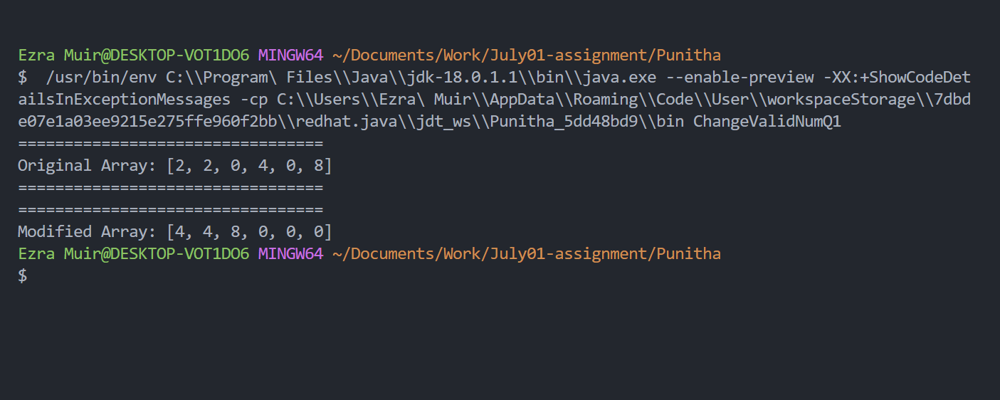 Ezra Muir@DESKTOP-VOT1DO6 MINGW64 ~/Documents/Work/July01-assignment/Punitha
$  /usr/bin/env C:\\Program\ Files\\Java\\jdk-18.0.1.1\\bin\\java.exe --enable-preview -XX:+ShowCodeDet
ailsInExceptionMessages -cp C:\\Users\\Ezra\ Muir\\AppData\\Roaming\\Code\\User\\workspaceStorage\\7dbd
e07e1a03ee9215e275ffe960f2bb\\redhat.java\\jdt_ws\\Punitha_5dd48bd9\\bin ChangeValidNumQ1
=================================
Original Array: [2, 2, 0, 4, 0, 8]
=================================
=================================
Modified Array: [4, 4, 8, 0, 0, 0]
Ezra Muir@DESKTOP-VOT1DO6 MINGW64 ~/Documents/Work/July01-assignment/Punitha
$